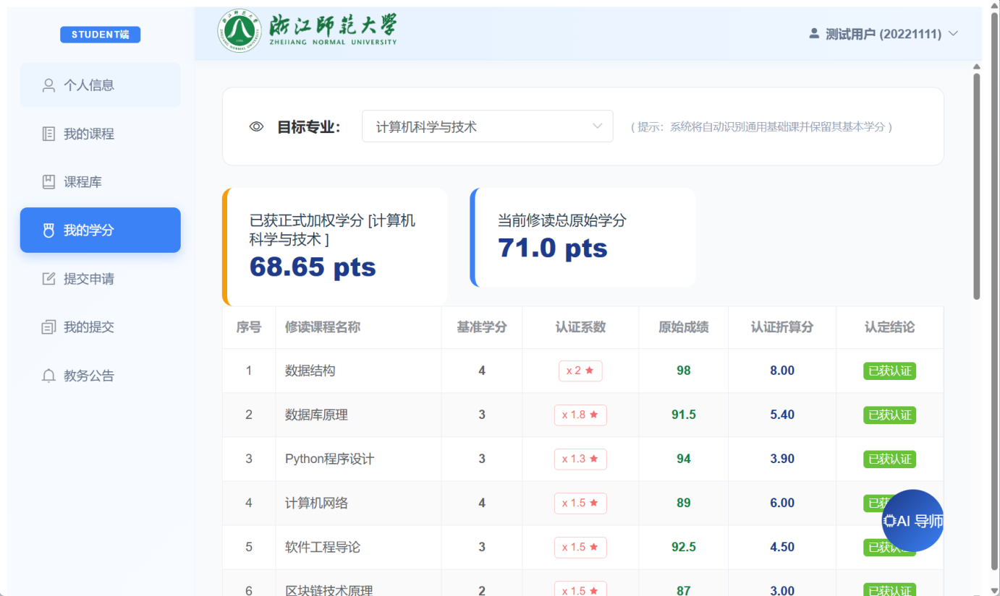 STUDENT端
个人信息
我的课程
课程库
我的学分
提交申请
我的提交
教务公告
浙江師范大學
ZHEJIANG NORMAL UNIVERSITY
测试用户 (20221111)
目标专业：
计算机科学与技术
( 提示：系统将自动识别通用基础课并保留其基本学分 )
已获正式加权学分 [计算机
科学与技术 ]
68.65 pts
当前修读总原始学分
71.0 pts
序号 修读课程名称 基准学分 认证系数 原始成绩 认证折算分 认定结论
1 数据结构 4 x 2 ★ 98 8.00 已获认证
2 数据库原理 3 x 1.8 ★ 91.5 5.40 已获认证
3 Python程序设计 3 x 1.3 ★ 94 3.90 已获认证
4 计算机网络 4 x 1.5 ★ 89 6.00 已获
5 软件工程导论 3 x 1.5 ★ 92.5 4.50 已获认
6 区块链技术原理 2 x 1.5 ★ 87 3.00 已获认证
AI 导师